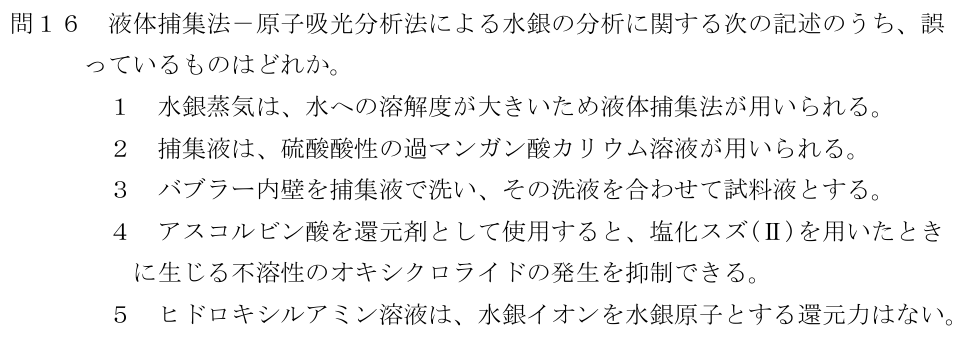 問１６　液体捕集法－原子吸光分析法による水銀の分析に関する次の記述のうち、誤
っているものはどれか。
１　水銀蒸気は、水への溶解度が大きいため液体捕集法が用いられる。
２　捕集液は、硫酸酸性の過マンガン酸カリウム溶液が用いられる。
３　バブラー内壁を捕集液で洗い、その洗液を合わせて試料液とする。
４　アスコルビン酸を還元剤として使用すると、塩化スズ(Ⅱ)を用いたとき
に生じる不溶性のオキシクロライドの発生を抑制できる。
５　ヒドロキシルアミン溶液は、水銀イオンを水銀原子とする還元力はない。